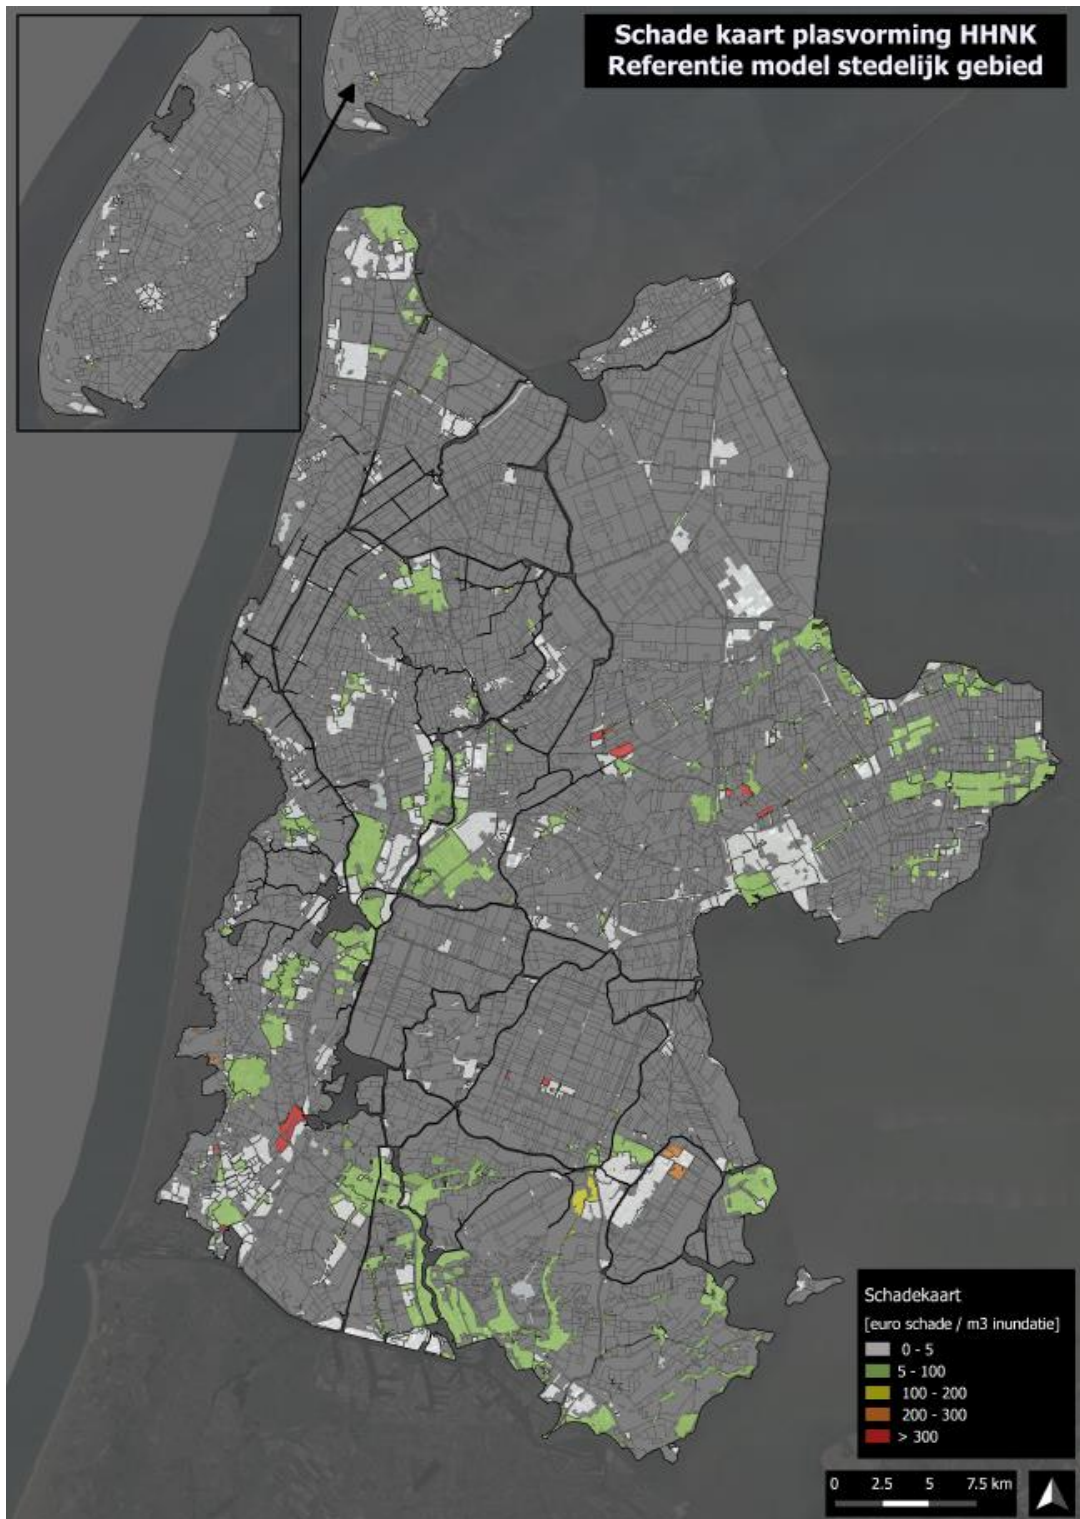 Schade kaart plasvorming HHNK
Referentie model stedelijk gebied
Schadekaart
[euro schade / m3 inundatie]
0 - 5
5 - 100
100 - 200
200 - 300
> 300
0 2.5 5 7.5 km